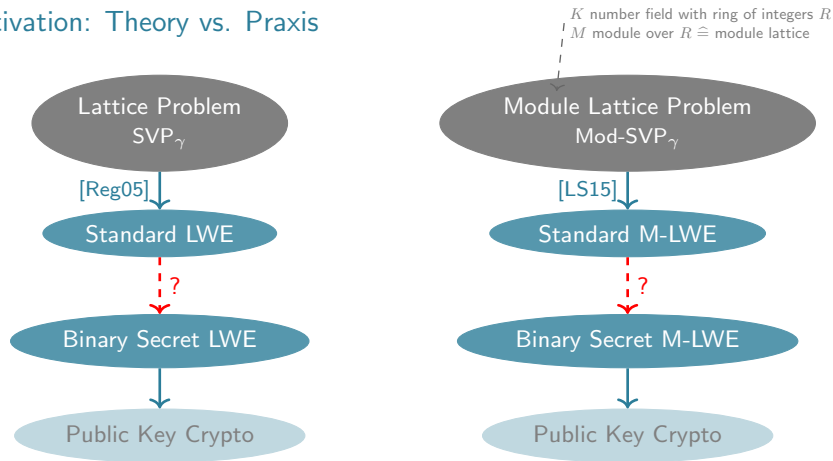 tivation: Theory vs. Praxis
K number field with ring of integers R
M module over R ≙ module lattice
Lattice Problem
SVPγ
[Reg05]
Standard LWE
?
Binary Secret LWE
Public Key Crypto
Module Lattice Problem
Mod-SVPγ
[LS15]
Standard M-LWE
?
Binary Secret M-LWE
Public Key Crypto